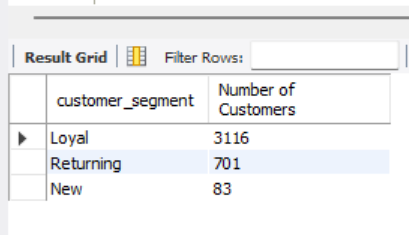 Result Grid Filter Rows:
customer_segment Number of
Customers
Loyal 3116
Returning 701
New 83